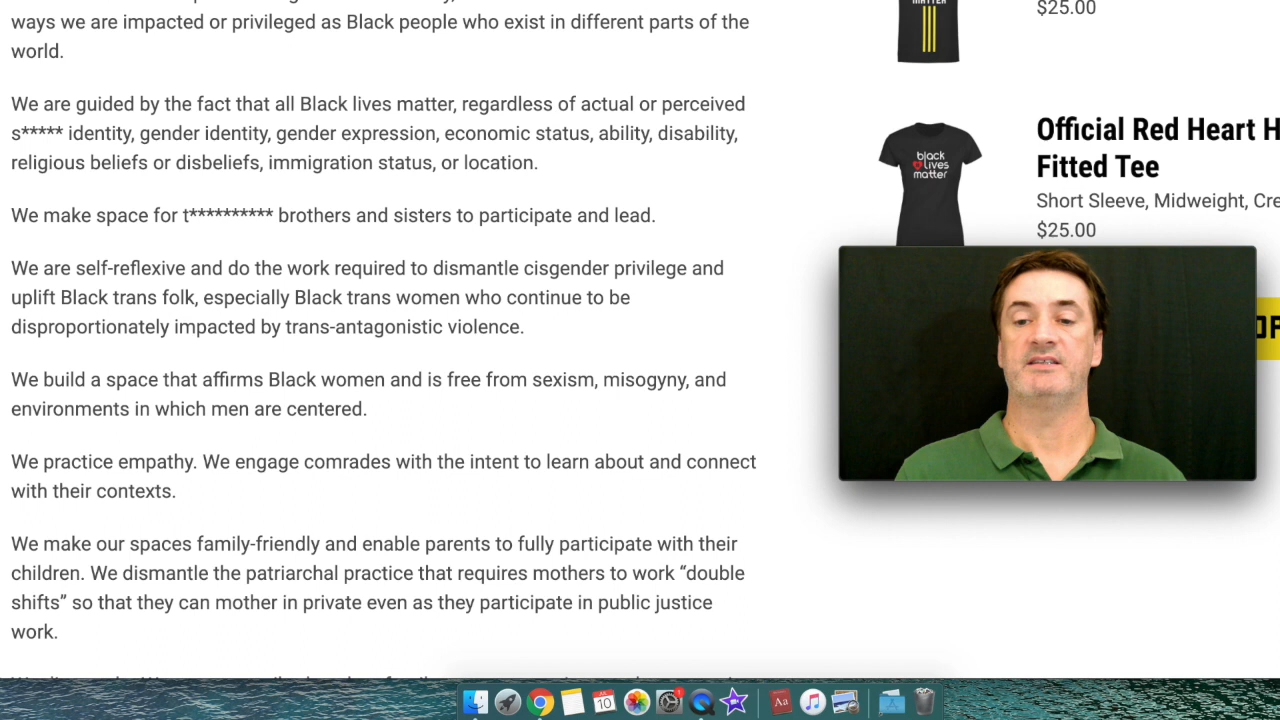 ways we are impacted or privileged as Black people who exist in different parts of the
world.
We are guided by the fact that all Black lives matter, regardless of actual or perceived
s***** identity, gender identity, gender expression, economic status, ability, disability,
religious beliefs or disbeliefs, immigration status, or location.
We make space for t********** brothers and sisters to participate and lead.
We are self-reflexive and do the work required to dismantle cisgender privilege and
uplift Black trans folk, especially Black trans women who continue to be
disproportionately impacted by trans-antagonistic violence.
We build a space that affirms Black women and is free from sexism, misogyny, and
environments in which men are centered.
We practice empathy. We engage comrades with the intent to learn about and connect
with their contexts.
We make our spaces family-friendly and enable parents to fully participate with their
children. We dismantle the patriarchal practice that requires mothers to work “double
shifts” so that they can mother in private even as they participate in public justice
work.
$25.00
black
lives
matter
Official Red Heart H
Fitted Tee
Short Sleeve, Midweight, Cre
$25.00
OF
10
1
Aa